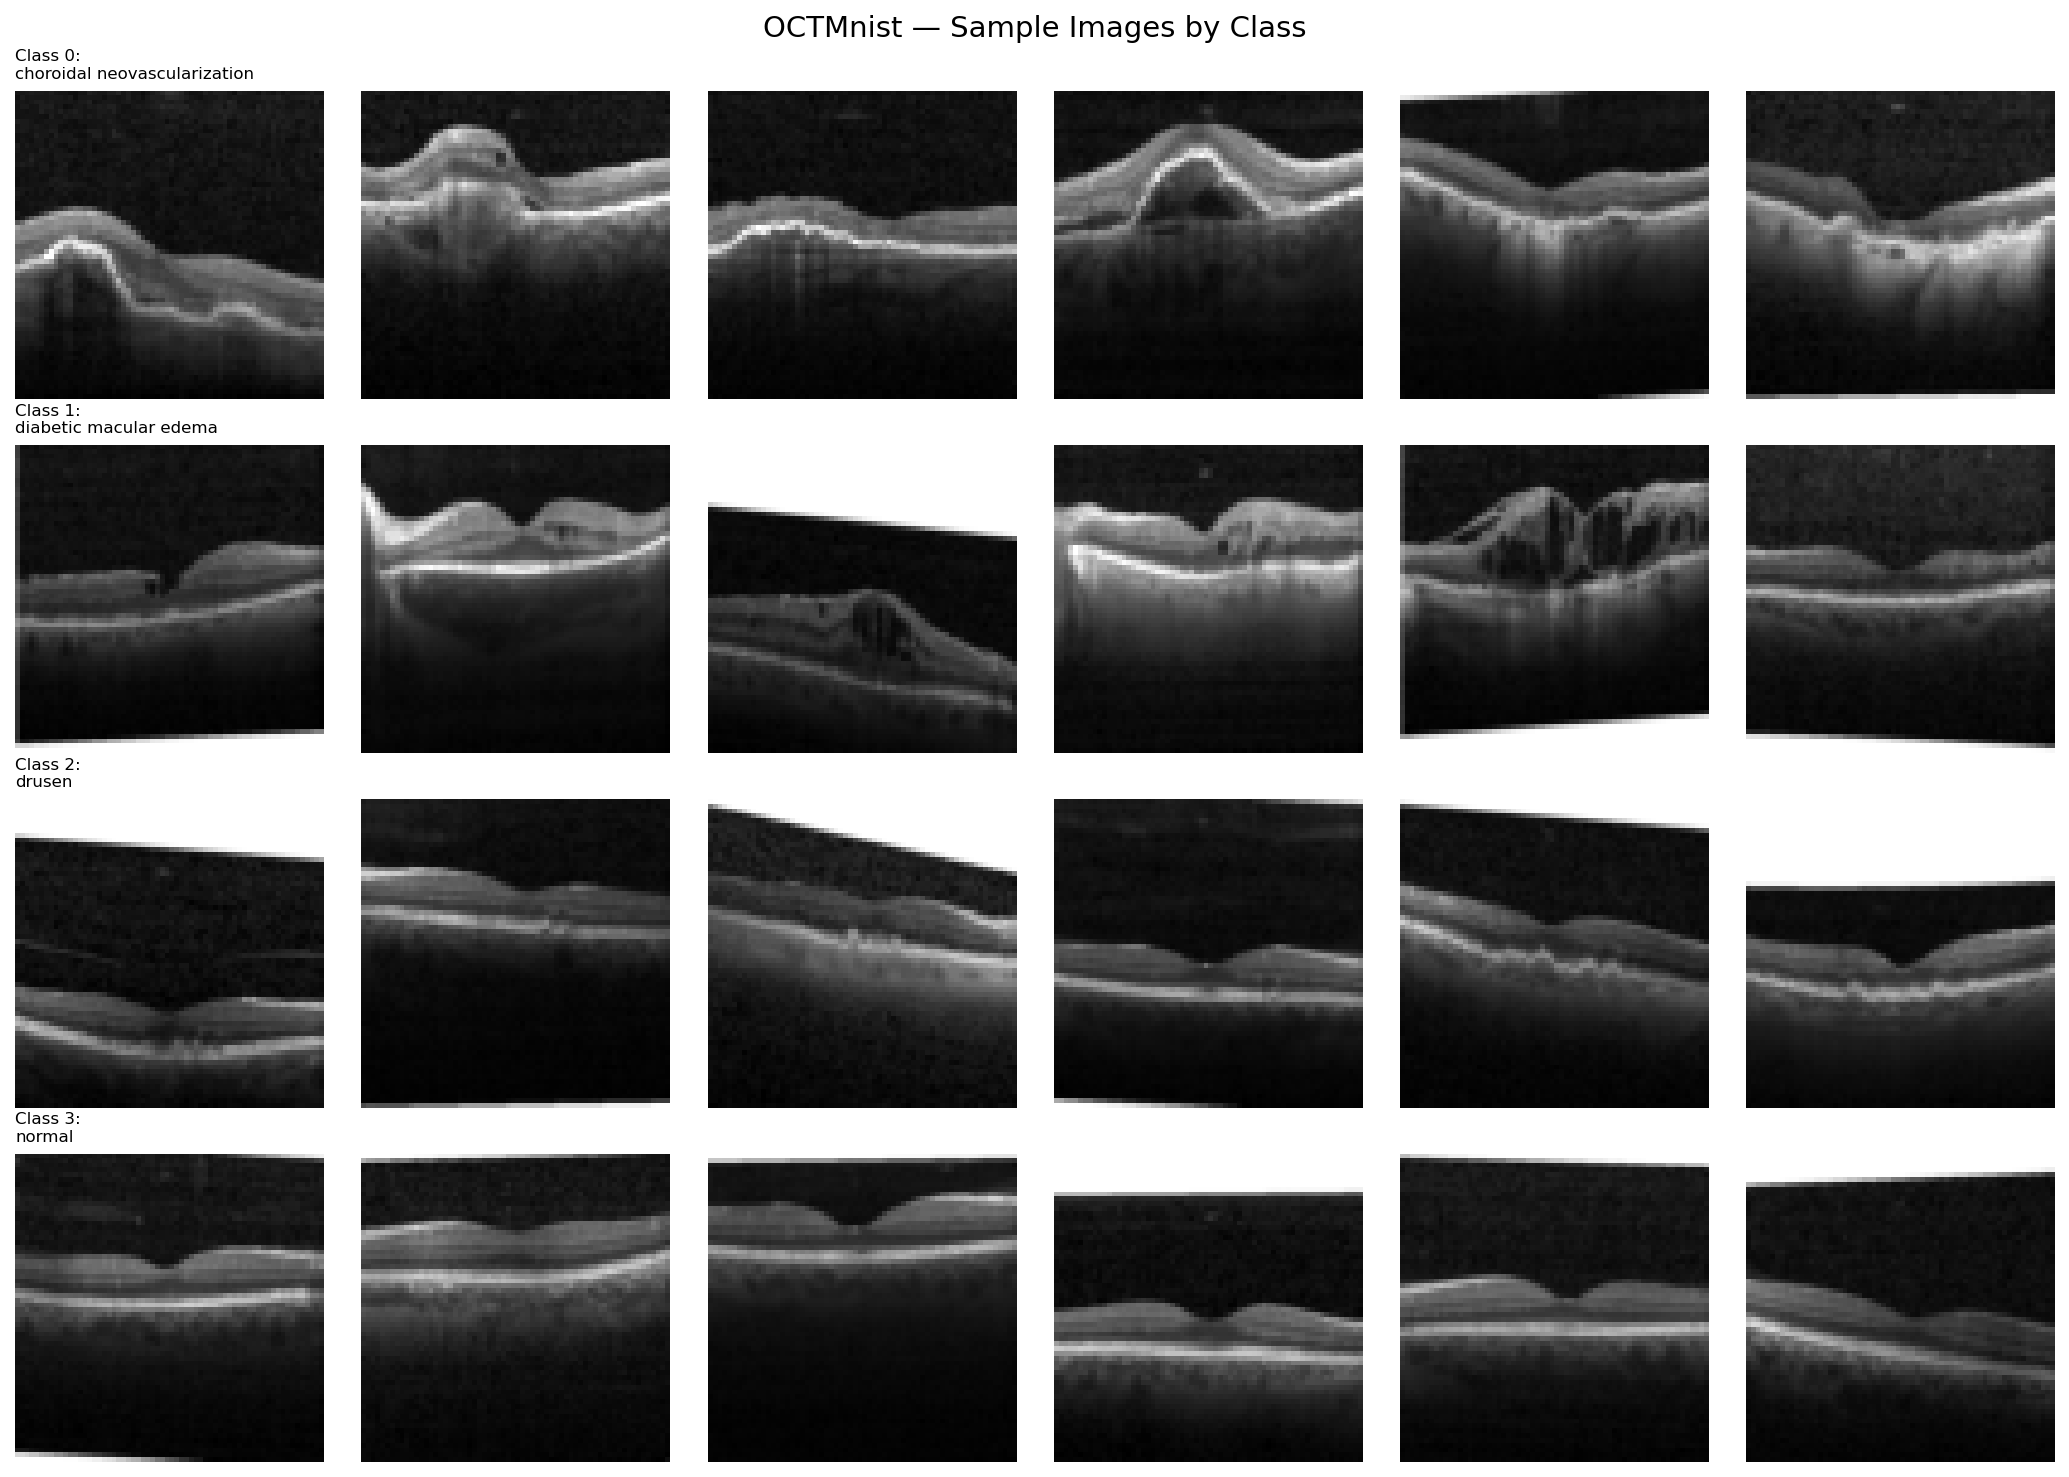 OCTMnist — Sample Images by Class
Class 0:
choroidal neovascularization
Class 1:
diabetic macular edema
Class 2:
drusen
Class 3:
normal